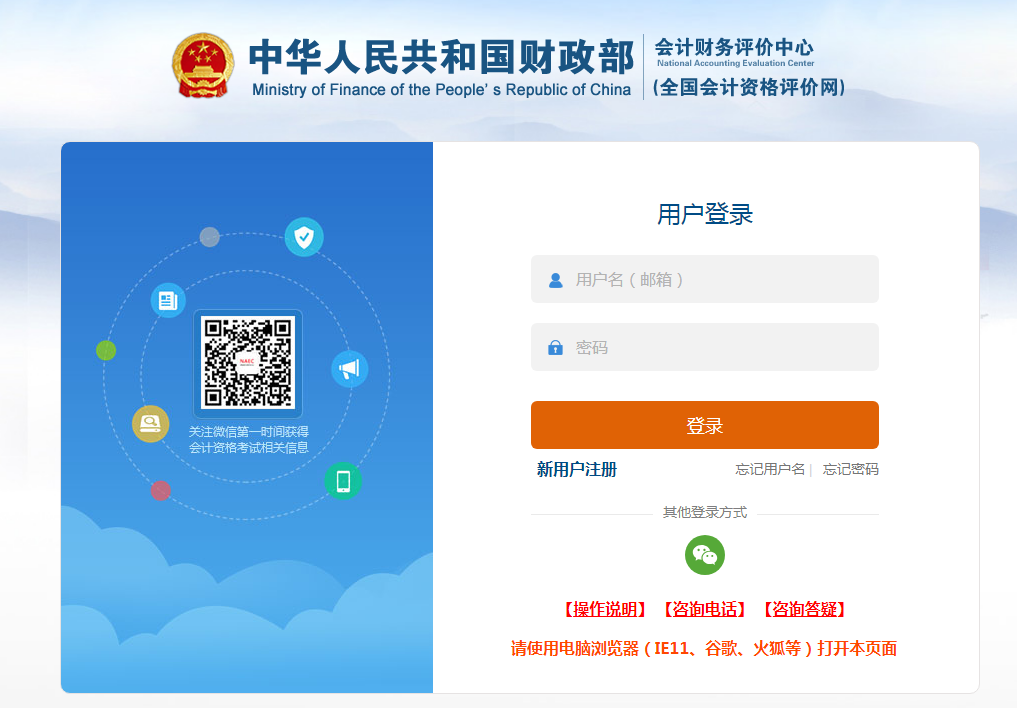 中华人民共和国财政部
Ministry of Finance of the People' s Republic of China
会计财务评价中心
National Accounting Evaluation Center
(全国会计资格评价网)
NAEC
关注微信第一时间获得
会计资格考试相关信息
用户登录
用户名 ( 邮箱 )
密码
登录
新用户注册
忘记用户名| 忘记密码
其他登录方式
【操作说明】 【咨询电话】 【咨询答疑】
请使用电脑浏览器 ( IE11、谷歌、火狐等 ) 打开本页面